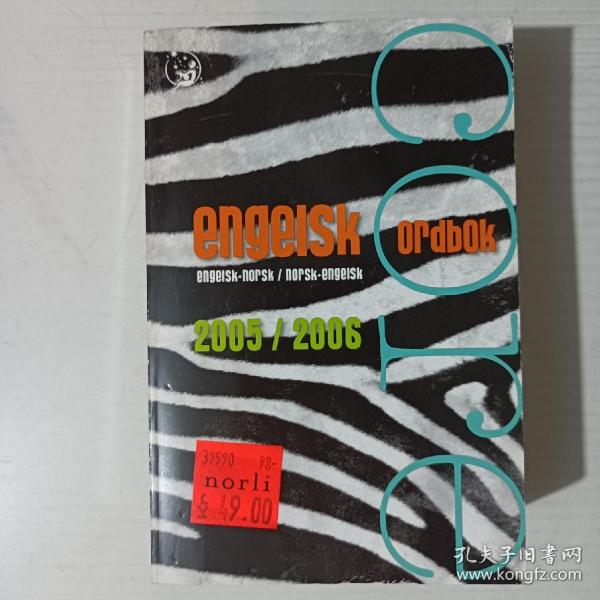 core
engelsk ordbok
engelsk-norsk / norsk-engelsk
2005 / 2006
39990 98-
norli
49.00
孔夫子旧书网
www.kongfz.com